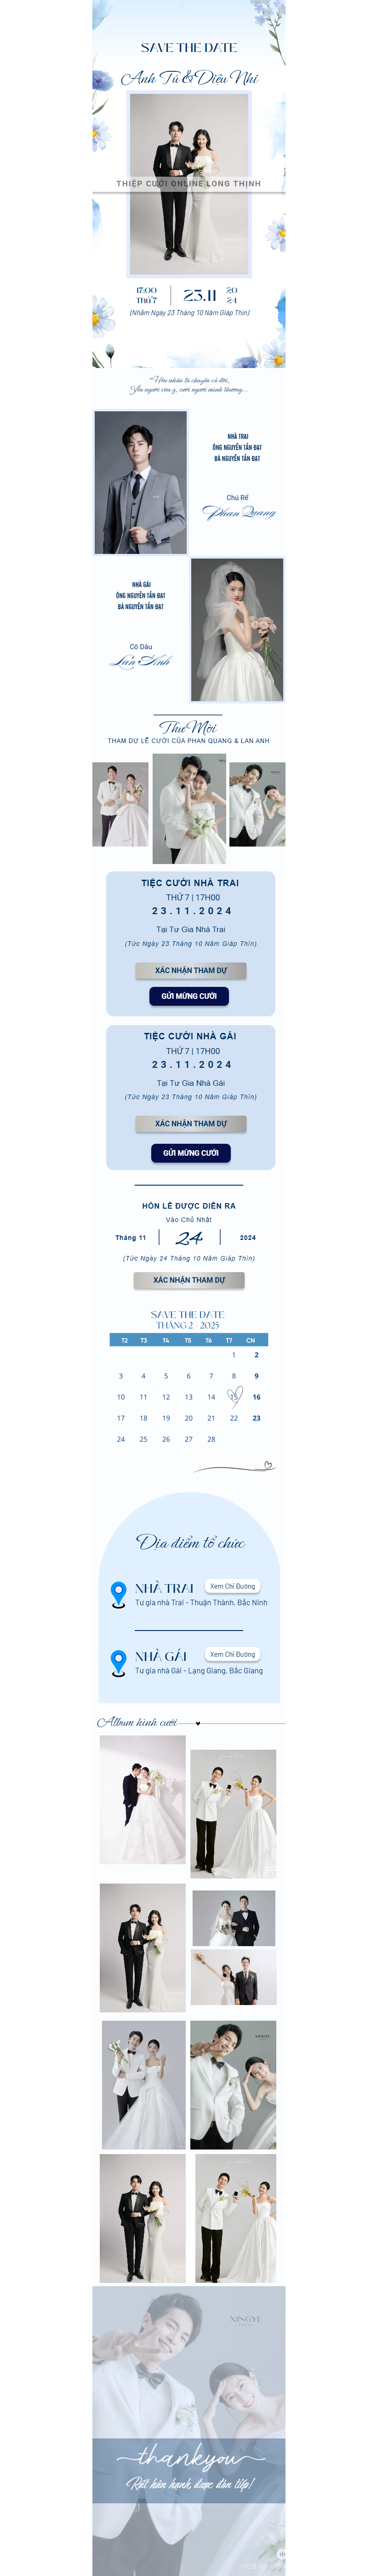 SAVE THE DATE
Anh Tú & Diệu Nhi
THIỆP CƯỚI ONLINE LONG THỊNH
17:00
THỨ 7
23.11
20
24
(Nhằm Ngày 23 Tháng 10 Năm Giáp Thìn)
Hôn nhân là chuyện cả đời,
Yêu người vừa ý, cưới người mình thương...
NHÀ TRAI
ÔNG NGUYỄN TẤN ĐẠT
BÀ NGUYỄN TẤN ĐẠT
Chú Rể
Phan Quang
NHÀ GÁI
ÔNG NGUYỄN TẤN ĐẠT
BÀ NGUYỄN TẤN ĐẠT
Cô Dâu
Lan Anh
Thư Mời
THAM DỰ LỄ CƯỚI CỦA PHAN QUANG & LAN ANH
TIỆC CƯỚI NHÀ TRAI
THỨ 7 | 17H00
23.11.2024
Tại Tư Gia Nhà Trai
(Tức Ngày 23 Tháng 10 Năm Giáp Thìn)
XÁC NHẬN THAM DỰ
GỬI MỪNG CƯỚI
TIỆC CƯỚI NHÀ GÁI
THỨ 7 | 17H00
23.11.2024
Tại Tư Gia Nhà Gái
(Tức Ngày 23 Tháng 10 Năm Giáp Thìn)
XÁC NHẬN THAM DỰ
GỬI MỪNG CƯỚI
HÔN LỄ ĐƯỢC DIỄN RA
Vào Chủ Nhật
Tháng 11
24
2024
(Tức Ngày 24 Tháng 10 Năm Giáp Thìn)
XÁC NHẬN THAM DỰ
SAVE THE DATE
THÁNG 2 - 2025
T2 T3 T4 T5 T6 T7 CN
1 2
3 4 5 6 7 8 9
10 11 12 13 14 15 16
17 18 19 20 21 22 23
24 25 26 27 28
Địa điểm tổ chức
NHÀ TRAI
Xem Chỉ Đường
Tư gia nhà Trai - Thuận Thành, Bắc Ninh
NHÀ GÁI
Xem Chỉ Đường
Tư gia nhà Gái - Lạng Giang, Bắc Giang
Album hình cưới
XINGYE
XINGYE
thankyou
Rất hân hạnh được đón tiếp!